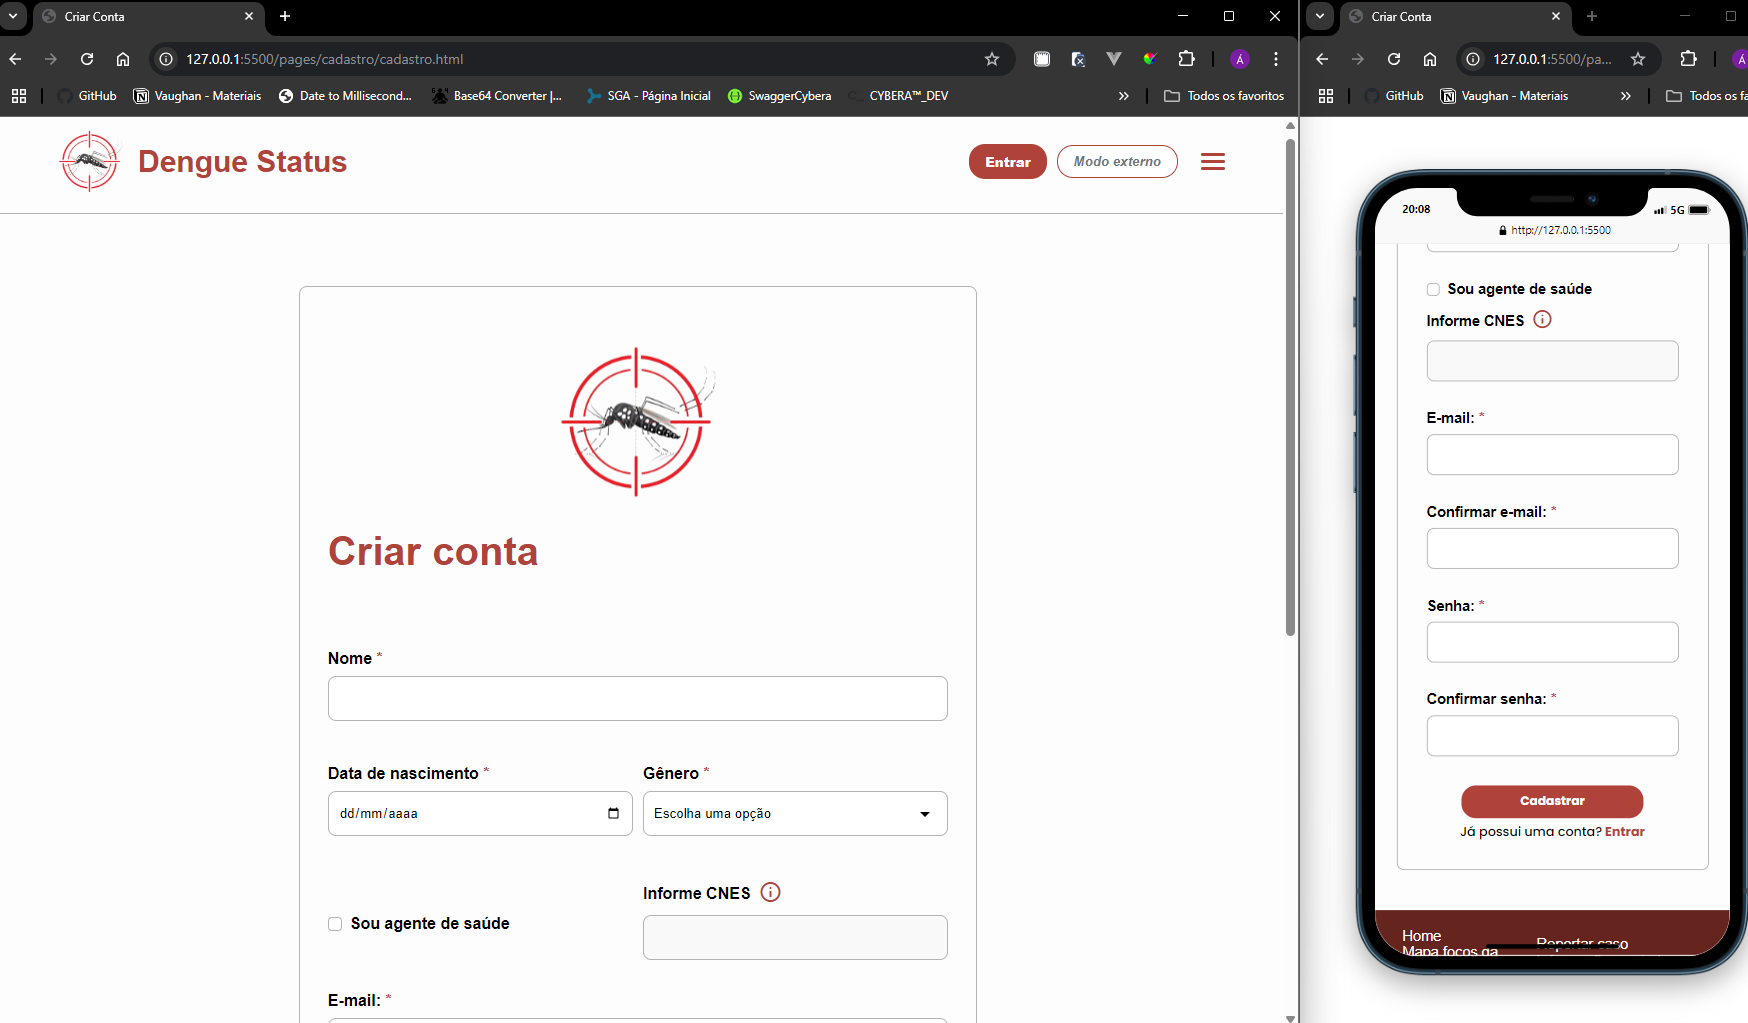 Criar Conta
127.0.0.1:5500/pages/cadastro/cadastro.html
GitHub
Vaughan - Materiais
Date to Millisecond...
Base64 Converter |...
SGA - Página Inicial
SwaggerCybera
CYBERA™_DEV
Todos os favoritos
Dengue Status
Entrar
Modo externo
Criar conta
Nome *
Data de nascimento *
Gênero *
dd/mm/aaaa
Escolha uma opção
Informe CNES
Sou agente de saúde
E-mail: *
Criar Conta
127.0.0.1:5500/pa...
Á
GitHub
Vaughan - Materiais
Todos os fa
20:08
5G
http://127.0.0.1:5500
Sou agente de saúde
Informe CNES
E-mail: *
Confirmar e-mail: *
Senha: *
Confirmar senha: *
Cadastrar
Já possui uma conta? Entrar
Home
Reportar caso
Mapa focos da